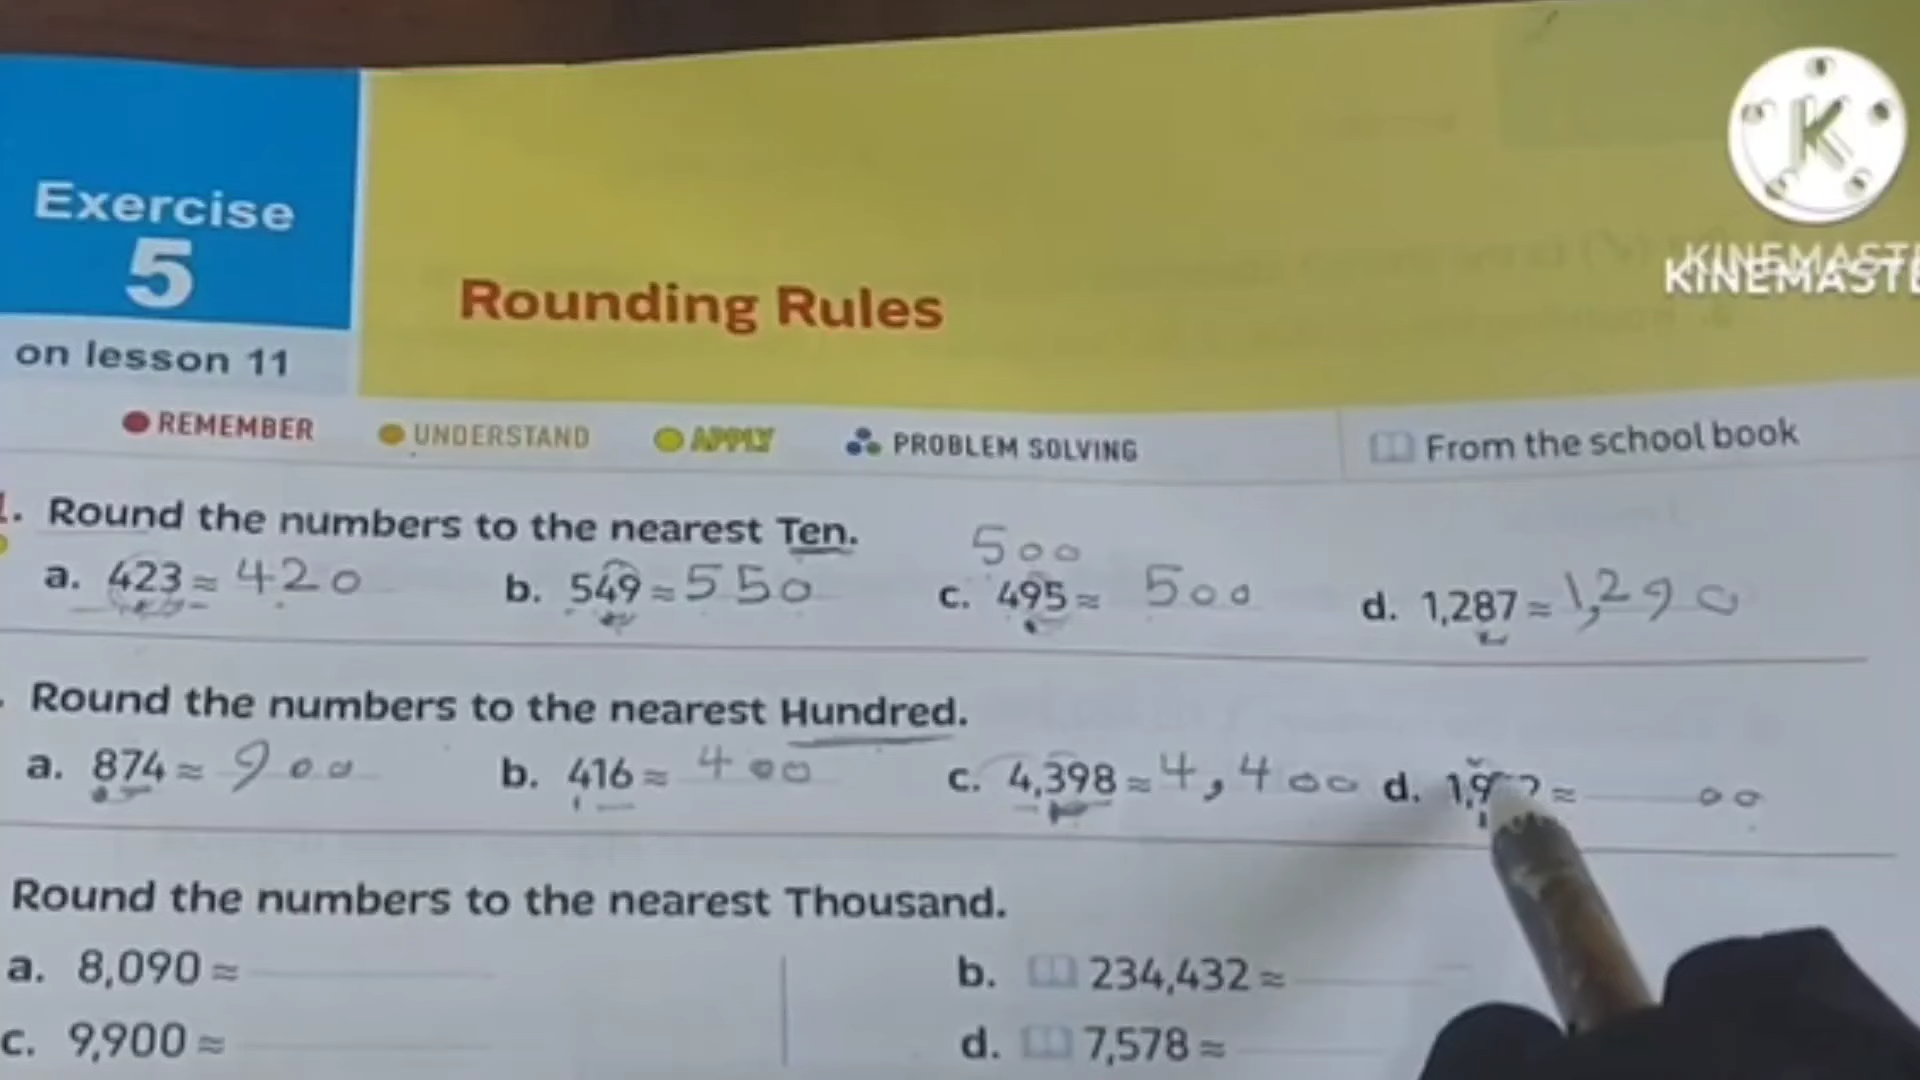 Exercise
5
on lesson 11
Rounding Rules
KINEMAST
KINEMASTE
REMEMBER UNDERSTAND APPLY PROBLEM SOLVING From the school book
1. Round the numbers to the nearest Ten.
500
a. 423 ≈ 420 b. 549 ≈ 550 c. 495 ≈ 500 d. 1,287 ≈ 1,290
Round the numbers to the nearest Hundred.
a. 874 ≈ 900 b. 416 ≈ 400 c. 4,398 ≈ 4,400 d. ≈ 00
Round the numbers to the nearest Thousand.
a. 8,090 ≈ b. 234,432 ≈
c. 9,900 ≈ d. 7,578 ≈